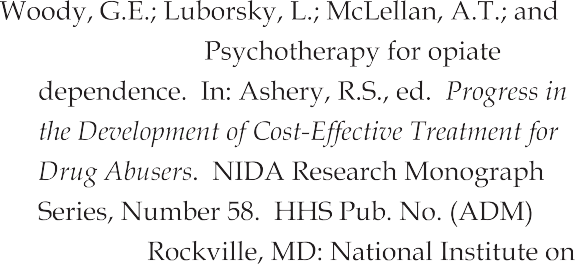 Woody, G.E.; Luborsky, L.; McLellan, A.T.; and
Psychotherapy for opiate
dependence. In: Ashery, R.S., ed. Progress in
the Development of Cost-Effective Treatment for
Drug Abusers. NIDA Research Monograph
Series, Number 58. HHS Pub. No. (ADM)
Rockville, MD: National Institute on